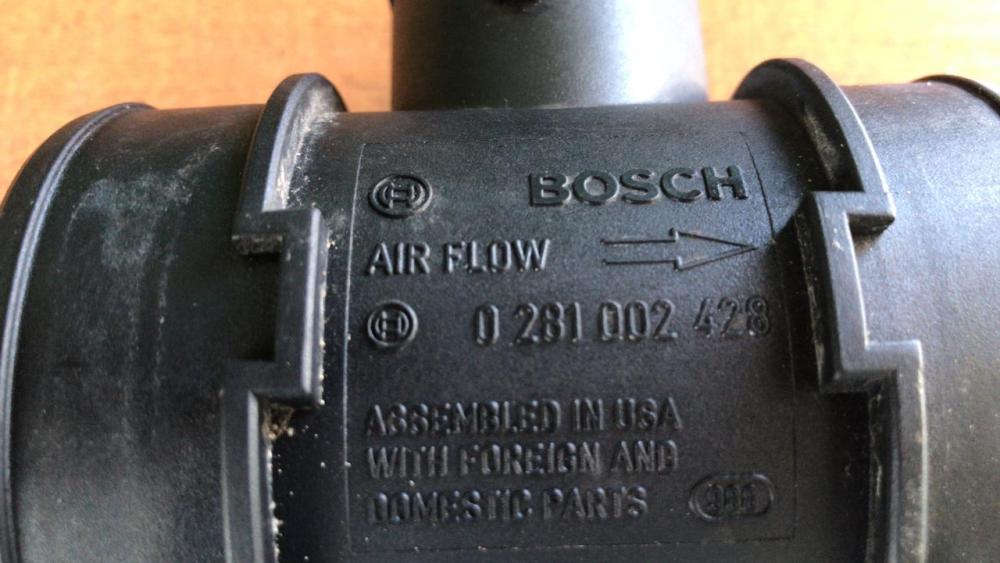 BOSCH
AIR FLOW
0 281 002 428
ASSEMBLED IN USA
WITH FOREIGN AND
DOMESTIC PARTS